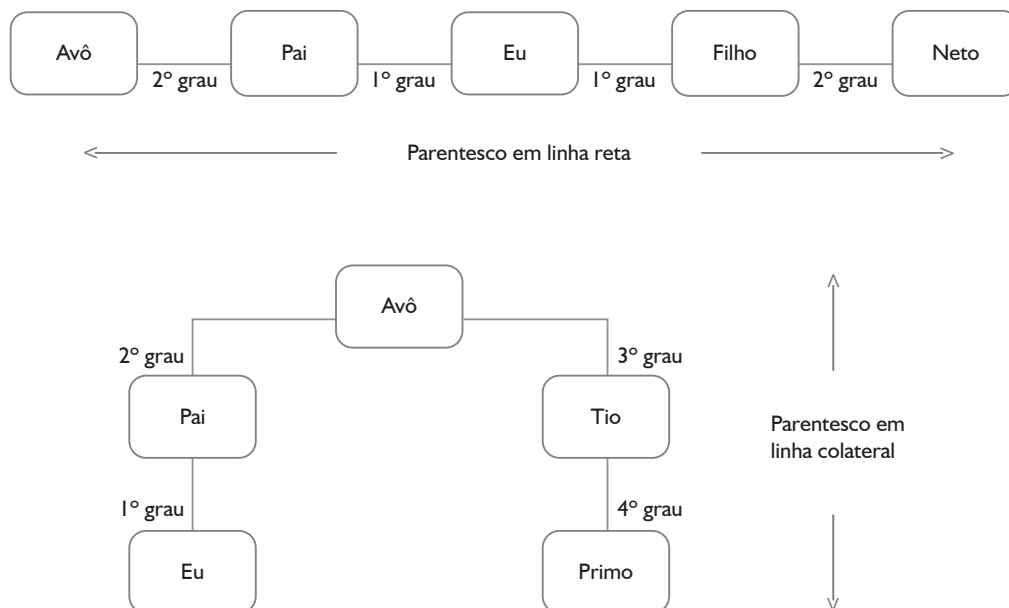 Avô
Pai
Eu
Filho
Neto
2º grau
1º grau
1º grau
2º grau
Parentesco em linha reta
Avô
2º grau
3º grau
Pai
Tio
Parentesco em
linha colateral
1º grau
4º grau
Eu
Primo